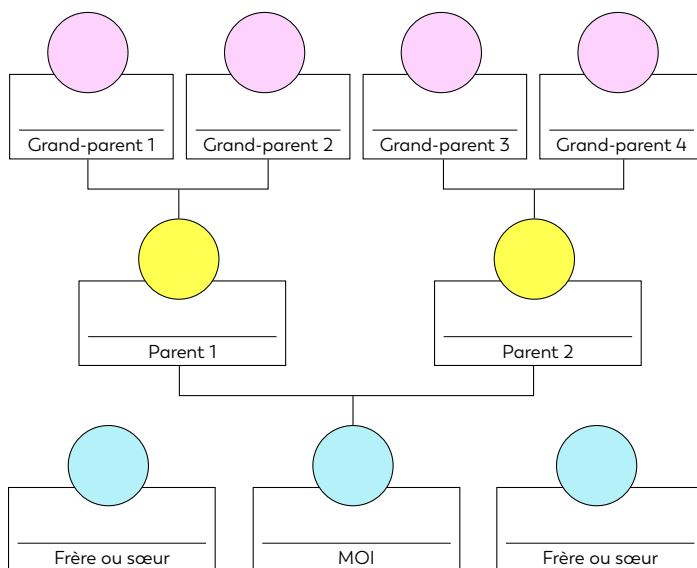 Grand-parent 1
Grand-parent 2
Grand-parent 3
Grand-parent 4
Parent 1
Parent 2
Frère ou sœur
MOI
Frère ou sœur